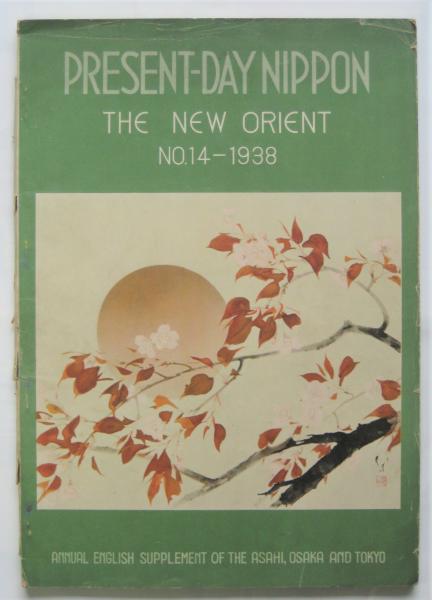 PRESENT-DAY NIPPON
THE NEW ORIENT
NO.14-1938
ANNUAL ENGLISH SUPPLEMENT OF THE ASAHI, OSAKA AND TOKYO